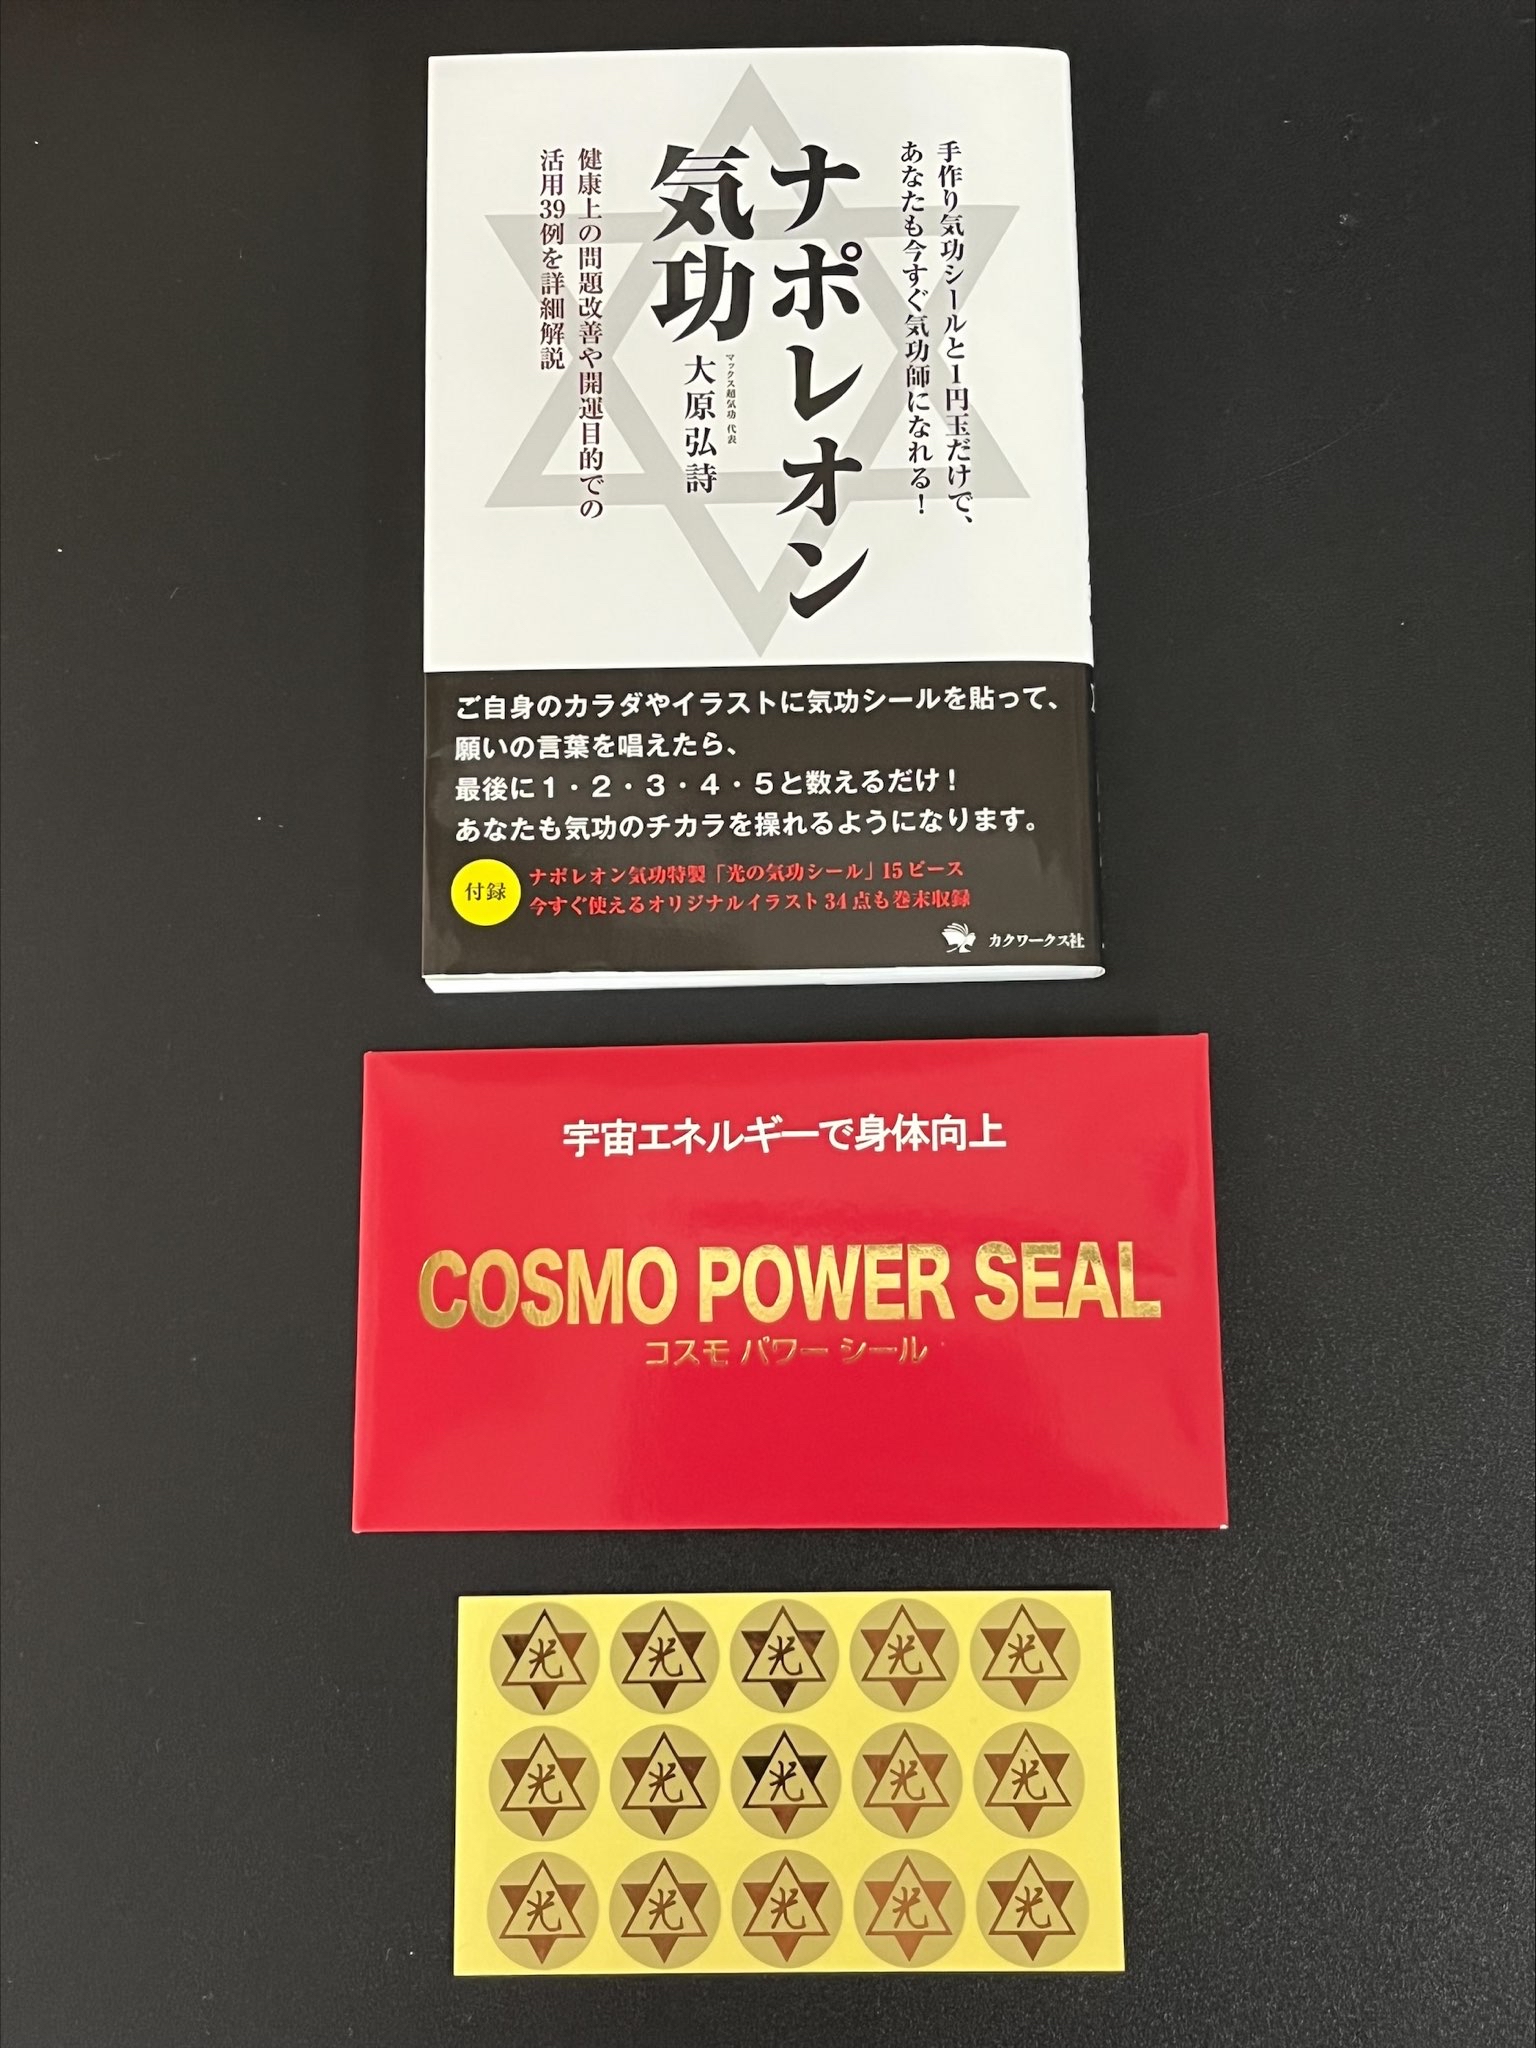 手作り気功シールと1円玉だけで、
あなたも今すぐ気功師になれる！
ナポレオン
気功
マックス超気功 代表
大原弘詩
健康上の問題改善や開運目的での
活用39例を詳細解説
ご自身のカラダやイラストに気功シールを貼って、
願いの言葉を唱えたら、
最後に1・2・3・4・5と数えるだけ！
あなたも気功のチカラを操れるようになります。
付録
ナポレオン気功特製「光の気功シール」15ピース
今すぐ使えるオリジナルイラスト34点も巻末収録
カクワークス社
宇宙エネルギーで身体向上
COSMO POWER SEAL
コスモ パワー シール
光 光 光 光 光
光 光 光 光 光
光 光 光 光 光